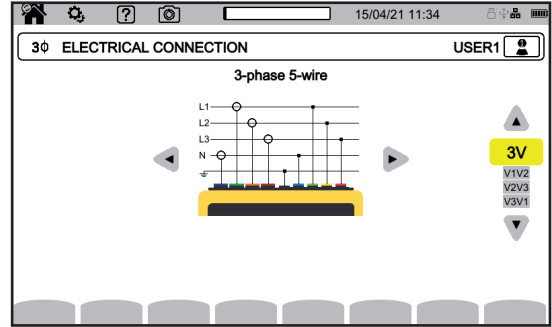 ?
15/04/21 11:34
3ϕ ELECTRICAL CONNECTION
USER1
3-phase 5-wire
L1
L2
L3
N
3V
V1V2
V2V3
V3V1